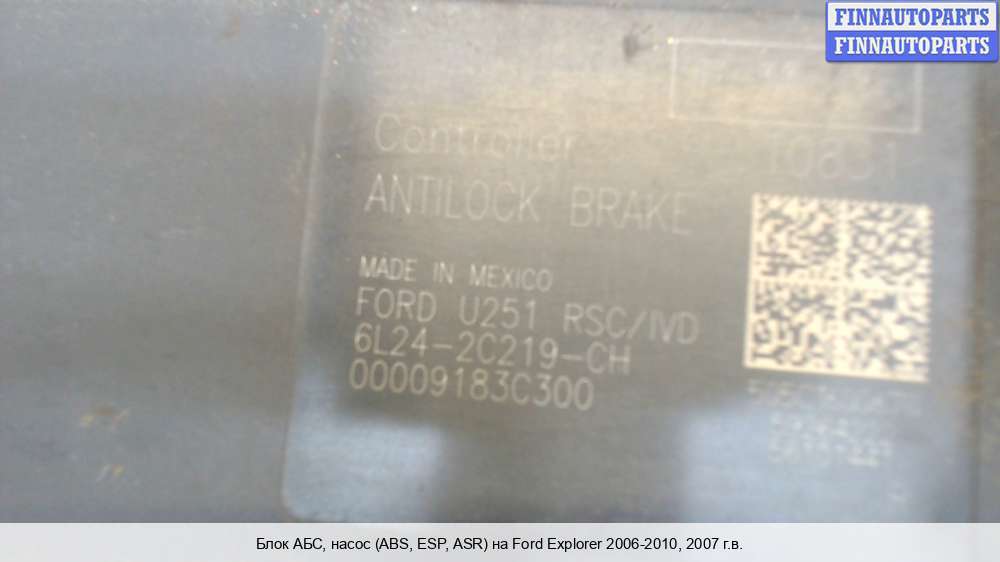 FINNAUTOPARTS
FINNAUTOPARTS
Controller
ANTILOCK BRAKE
MADE IN MEXICO
FORD U251 RSC/IVD
6L24-2C219-CH
00009183C300
Блок АБС, насос (ABS, ESP, ASR) на Ford Explorer 2006-2010, 2007 г.в.